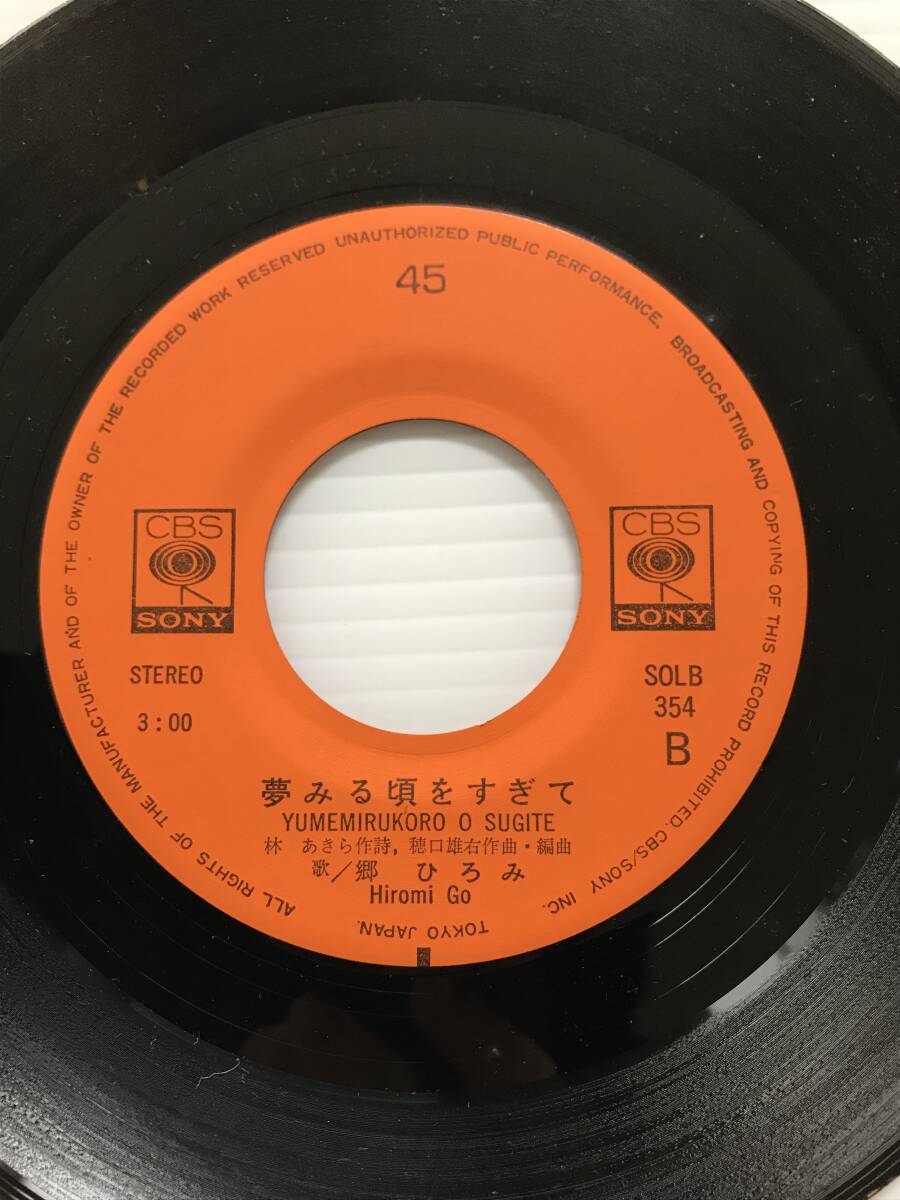 ALL RIGHTS OF THE MANUFACTURER AND OF THE OWNER OF THE RECORDED WORK RESERVED UNAUTHORIZED PUBLIC PERFORMANCE, BROADCASTING AND COPYING OF THIS RECORD PROHIBITED. CBS/SONY INC.
45
CBS
SONY
CBS
SONY
STEREO
3:00
SOLB
354
B
夢みる頃をすぎて
YUMEMIRUKORO O SUGITE
林 あきら作詩, 穂口雄右作曲・編曲
歌/郷 ひろみ
Hiromi Go
TOKYO JAPAN.